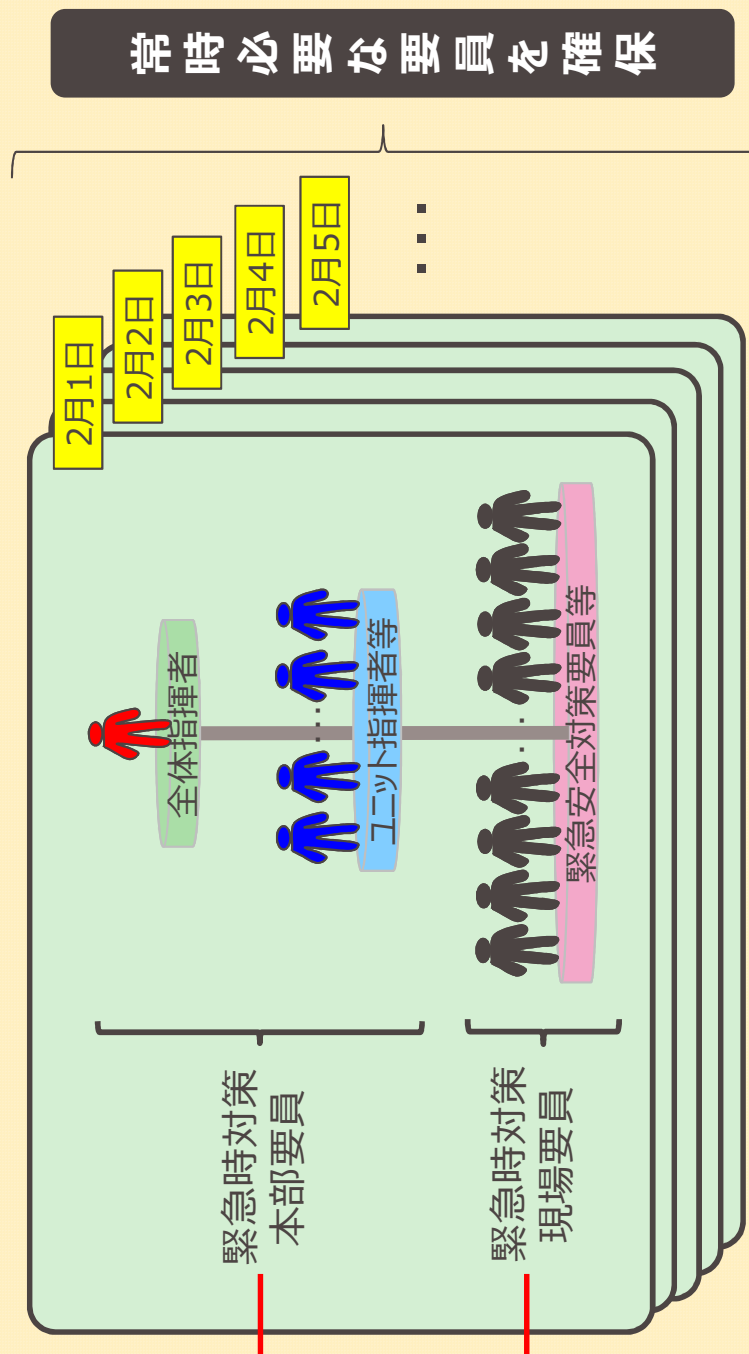 常時必要な要員を確保
2月1日
2月2日
2月3日
2月4日
2月5日
全体指揮者
ユニット指揮者等
緊急安全対策要員等
緊急時対策
本部要員
緊急時対策
現場要員